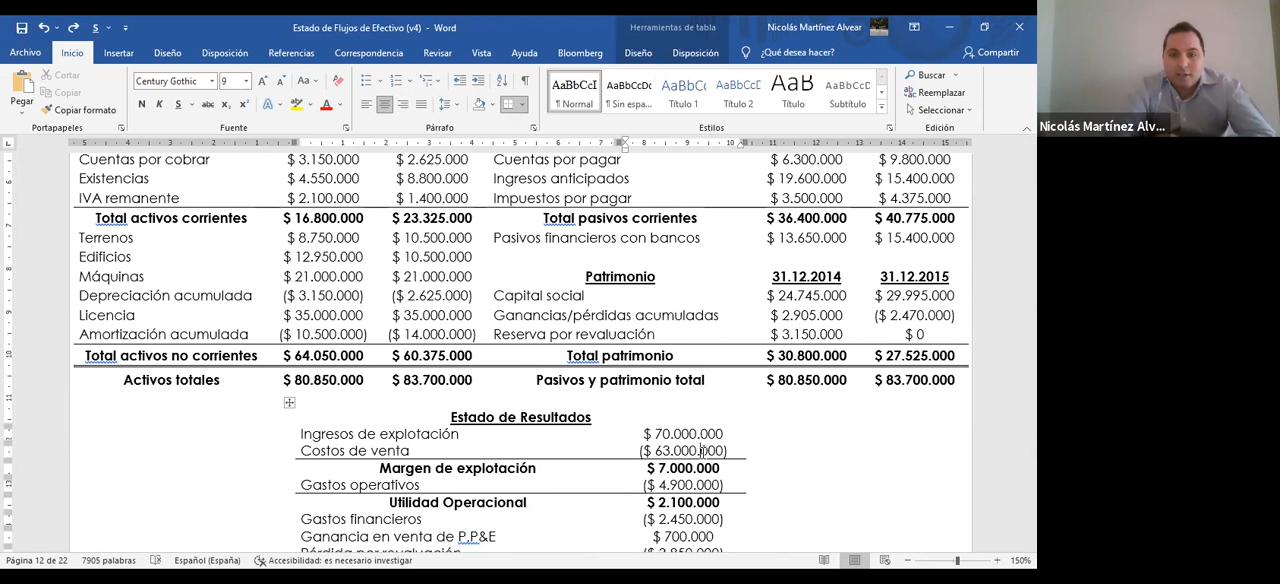 Estado de Flujos de Efectivo (v4) - Word
Herramientas de tabla
Nicolás Martínez Alvear
Archivo Inicio Insertar Diseño Disposición Referencias Correspondencia Revisar Vista Ayuda Bloomberg Diseño Disposición ¿Qué desea hacer? Compartir
Pegar
Cortar
Copiar
Copiar formato
Portapapeles
Century Gothic 9
N K S abc x₂ x²
Fuente
Párrafo
AaBbCcI AaBbCcDc AaBbCc AaBbCcD AaB AaBbCcD
¶ Normal ¶ Sin espa... Título 1 Título 2 Título Subtítulo
Estilos
Buscar
Reemplazar
Seleccionar
Edición
Nicolás Martínez Alv...
Cuentas por cobrar $ 3.150.000 $ 2.625.000 Cuentas por pagar $ 6.300.000 $ 9.800.000
Existencias $ 4.550.000 $ 8.800.000 Ingresos anticipados $ 19.600.000 $ 15.400.000
IVA remanente $ 2.100.000 $ 1.400.000 Impuestos por pagar $ 3.500.000 $ 4.375.000
Total activos corrientes $ 16.800.000 $ 23.325.000 Total pasivos corrientes $ 36.400.000 $ 40.775.000
Terrenos $ 8.750.000 $ 10.500.000 Pasivos financieros con bancos $ 13.650.000 $ 15.400.000
Edificios $ 12.950.000 $ 10.500.000
Máquinas $ 21.000.000 $ 21.000.000 Patrimonio 31.12.2014 31.12.2015
Depreciación acumulada ($ 3.150.000) ($ 2.625.000) Capital social $ 24.745.000 $ 29.995.000
Licencia $ 35.000.000 $ 35.000.000 Ganancias/pérdidas acumuladas $ 2.905.000 ($ 2.470.000)
Amortización acumulada ($ 10.500.000) ($ 14.000.000) Reserva por revaluación $ 3.150.000 $ 0
Total activos no corrientes $ 64.050.000 $ 60.375.000 Total patrimonio $ 30.800.000 $ 27.525.000
Activos totales $ 80.850.000 $ 83.700.000 Pasivos y patrimonio total $ 80.850.000 $ 83.700.000
Estado de Resultados
Ingresos de explotación $ 70.000.000
Costos de venta ($ 63.000.000)
Margen de explotación $ 7.000.000
Gastos operativos ($ 4.900.000)
Utilidad Operacional $ 2.100.000
Gastos financieros ($ 2.450.000)
Ganancia en venta de P,P&E $ 700.000
Pérdida por revaluación ($ 3.850.000)
Página 12 de 22 7905 palabras Español (España) Accesibilidad: es necesario investigar 150%